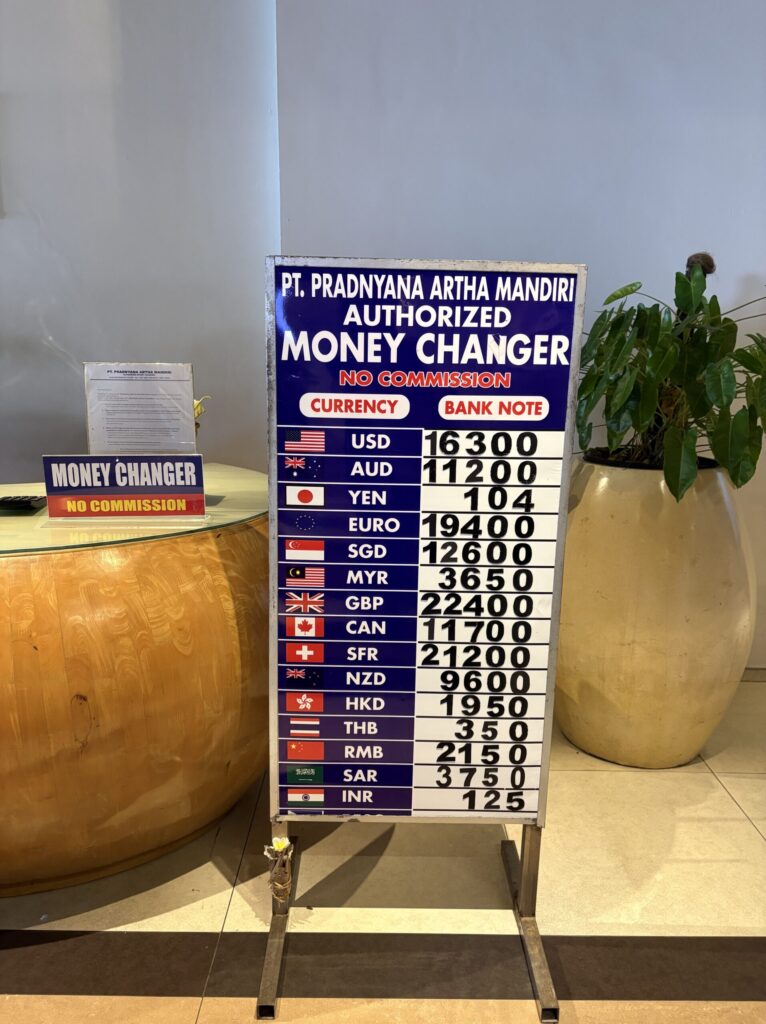 PT. PRADNYANA ARTHA MANDIRI
AUTHORIZED
MONEY CHANGER
NO COMMISSION
CURRENCY BANK NOTE
USD 16300
AUD 11200
YEN 104
EURO 19400
SGD 12600
MYR 3650
GBP 22400
CAN 11700
SFR 21200
NZD 9600
HKD 1950
THB 350
RMB 2150
SAR 3750
INR 125
PT. PRADNYANA ARTHA MANDIRI
MONEY CHANGER
NO COMMISSION